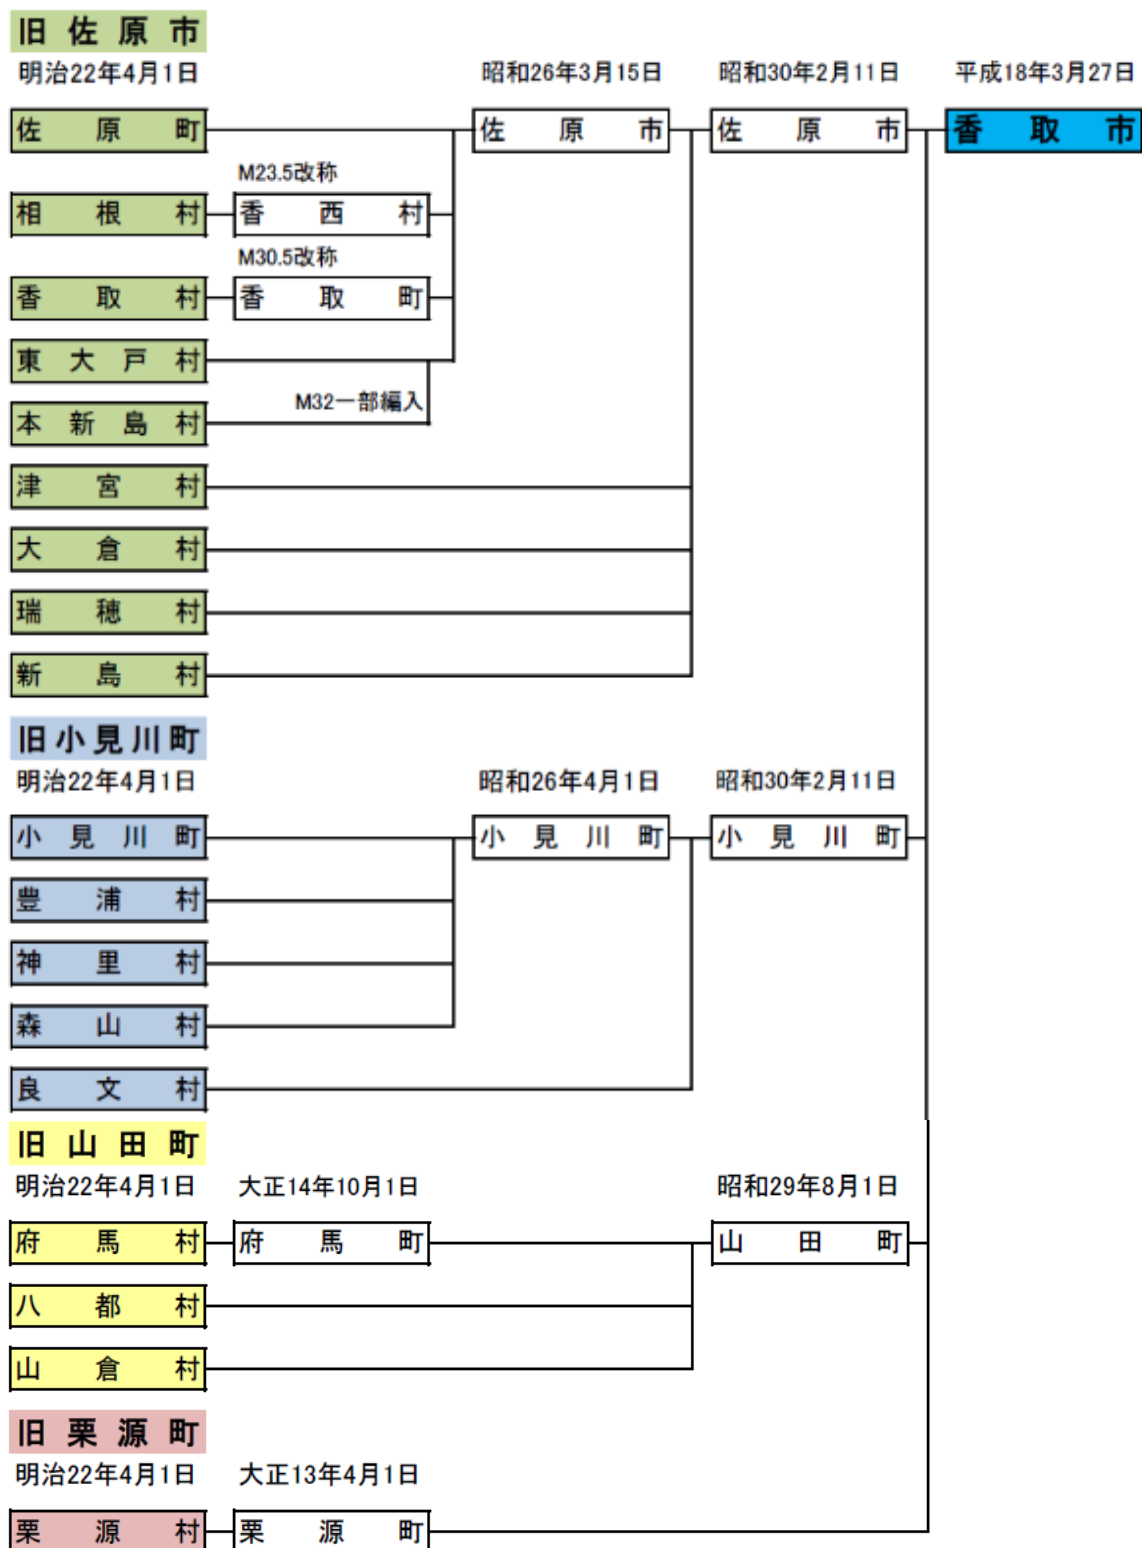 旧佐原市
明治22年4月1日 昭和26年3月15日 昭和30年2月11日 平成18年3月27日
佐原町 佐原市 佐原市 香取市
M23.5改称
相根村 香西村
M30.5改称
香取村 香取町
東大戸村
M32一部編入
本新島村
津宮村
大倉村
瑞穂村
新島村
旧小見川町
明治22年4月1日 昭和26年4月1日 昭和30年2月11日
小見川町 小見川町 小見川町
豊浦村
神里村
森山村
良文村
旧山田町
明治22年4月1日 大正14年10月1日 昭和29年8月1日
府馬村 府馬町 山田町
八都村
山倉村
旧栗源町
明治22年4月1日 大正13年4月1日
栗源村 栗源町